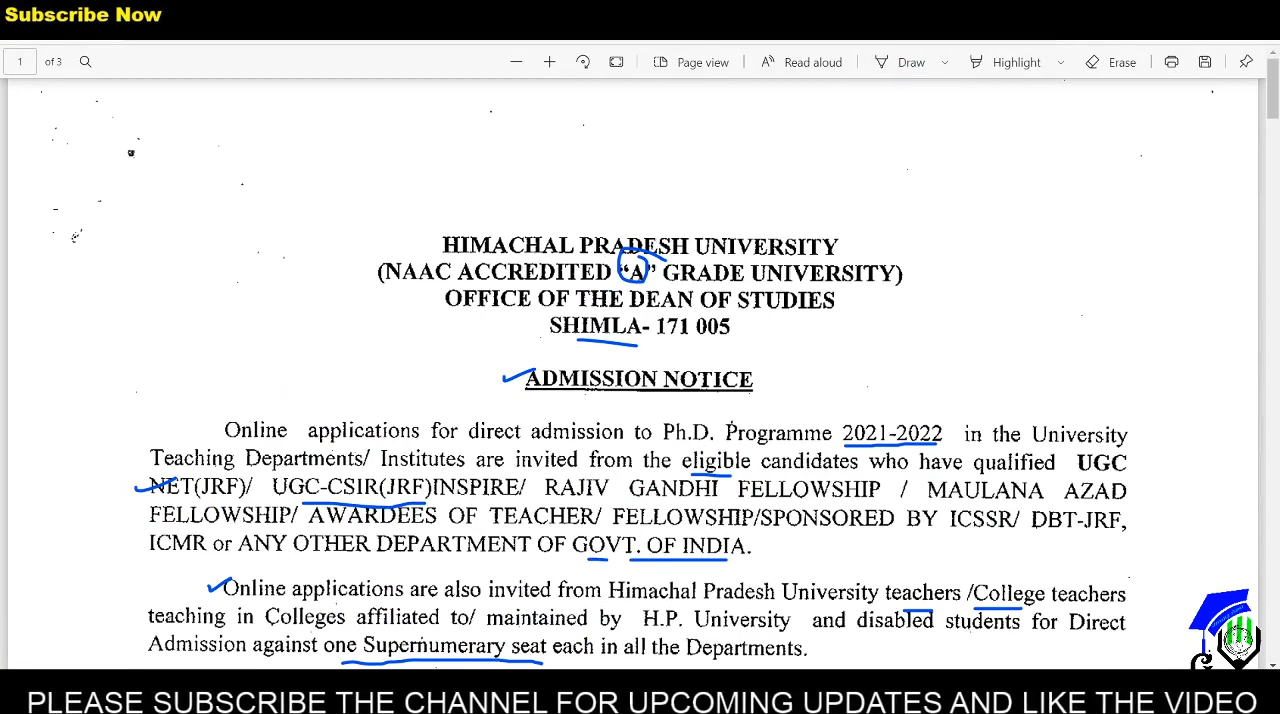 Subscribe Now
1 of 3 Page view Read aloud Draw Highlight Erase
HIMACHAL PRADESH UNIVERSITY
(NAAC ACCREDITED “A” GRADE UNIVERSITY)
OFFICE OF THE DEAN OF STUDIES
SHIMLA- 171 005
ADMISSION NOTICE
Online applications for direct admission to Ph.D. Programme 2021-2022 in the University
Teaching Departments/ Institutes are invited from the eligible candidates who have qualified UGC
NET(JRF)/ UGC-CSIR(JRF)INSPIRE/ RAJIV GANDHI FELLOWSHIP / MAULANA AZAD
FELLOWSHIP/ AWARDEES OF TEACHER/ FELLOWSHIP/SPONSORED BY ICSSR/ DBT-JRF,
ICMR or ANY OTHER DEPARTMENT OF GOVT. OF INDIA.
Online applications are also invited from Himachal Pradesh University teachers /College teachers
teaching in Colleges affiliated to/ maintained by H.P. University and disabled students for Direct
Admission against one Supernumerary seat each in all the Departments.
PLEASE SUBSCRIBE THE CHANNEL FOR UPCOMING UPDATES AND LIKE THE VIDEO